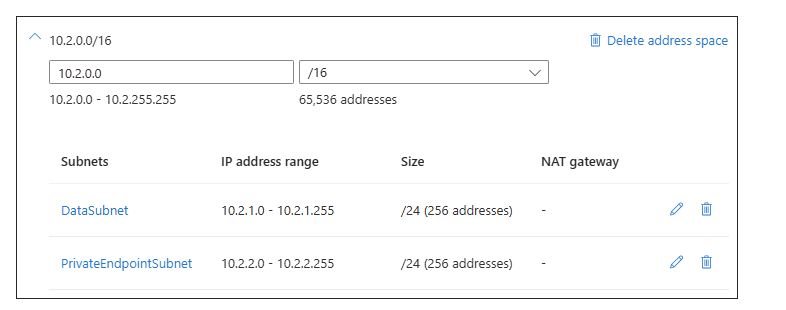 10.2.0.0/16 Delete address space
10.2.0.0 /16
10.2.0.0 - 10.2.255.255 65,536 addresses
Subnets IP address range Size NAT gateway
DataSubnet 10.2.1.0 - 10.2.1.255 /24 (256 addresses) -
PrivateEndpointSubnet 10.2.2.0 - 10.2.2.255 /24 (256 addresses) -